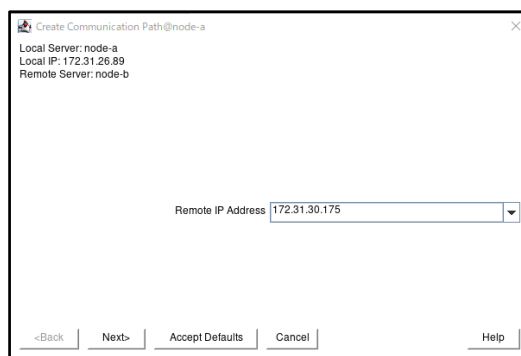 Create Communication Path@node-a
Local Server: node-a
Local IP: 172.31.26.89
Remote Server: node-b
Remote IP Address 172.31.30.175
<Back Next> Accept Defaults Cancel Help